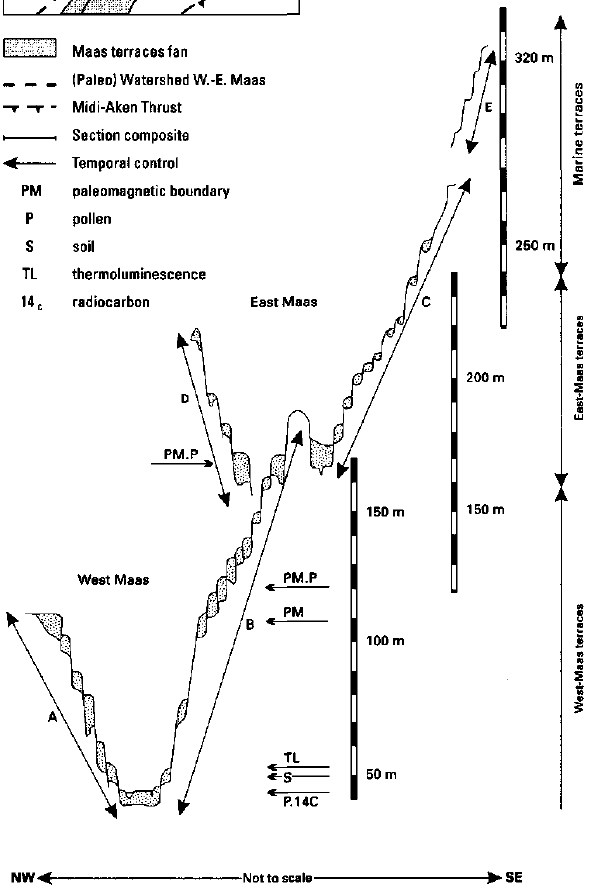 Maas terraces fan
(Paleo) Watershed W.-E. Maas
Midi-Aken Thrust
Section composite
Temporal control
PM paleomagnetic boundary
P pollen
S soil
TL thermoluminescence
14 c radiocarbon
320 m
E
Marine terraces
250 m
East Maas
C
D
200 m
East-Maas terraces
PM.P
150 m
150 m
West Maas
PM.P
PM
B
100 m
West-Maas terraces
A
TL
S
50 m
P.14C
NW Not to scale SE